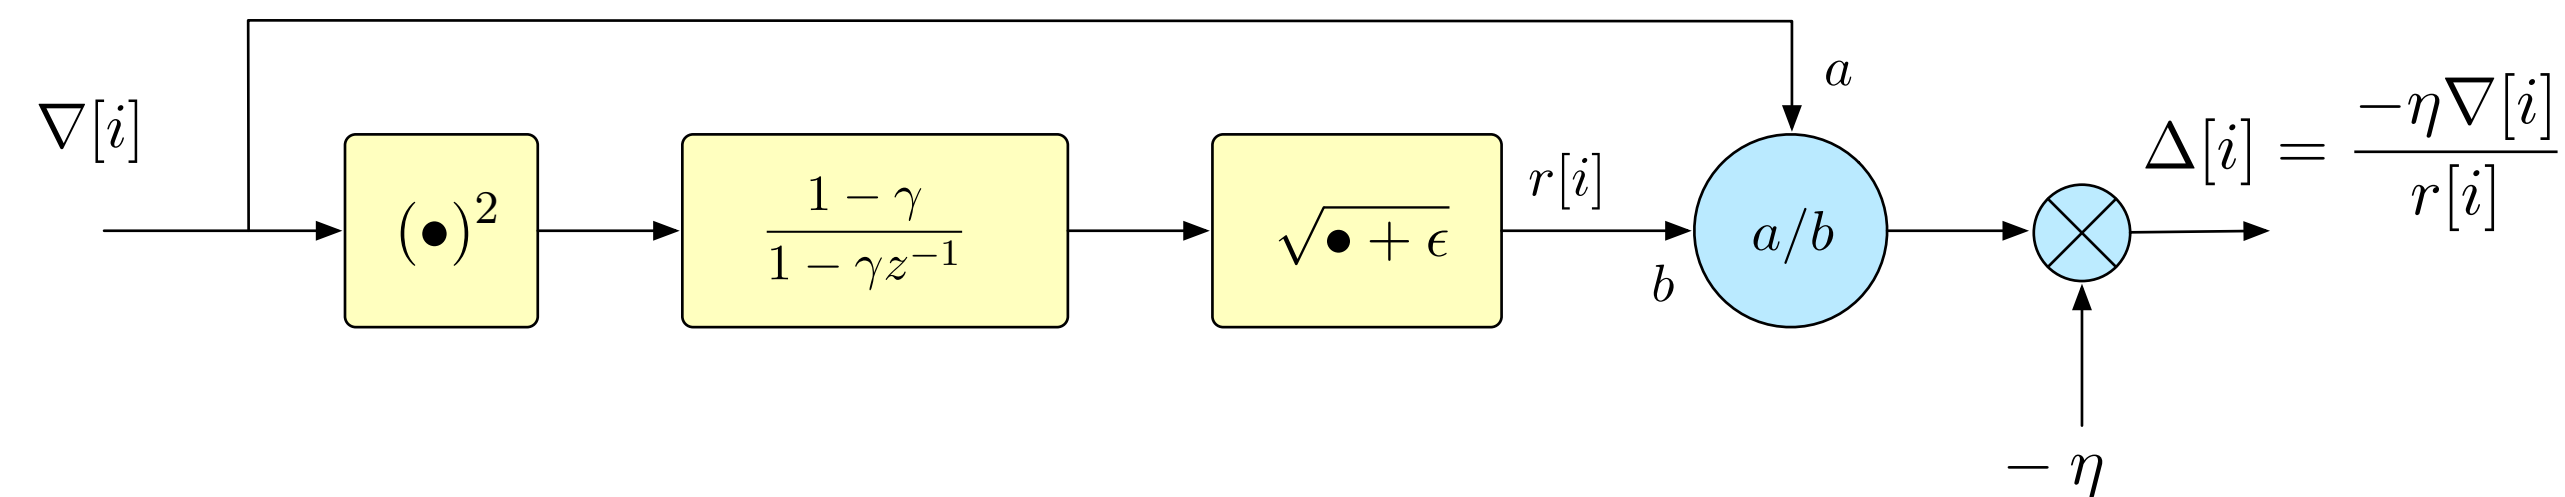 ∇[i]
(•)²
(1 − γ)/(1 − γz⁻¹)
√(• + ϵ)
r[i]
a
b
a/b
− η
Δ[i] = −η∇[i]/r[i]